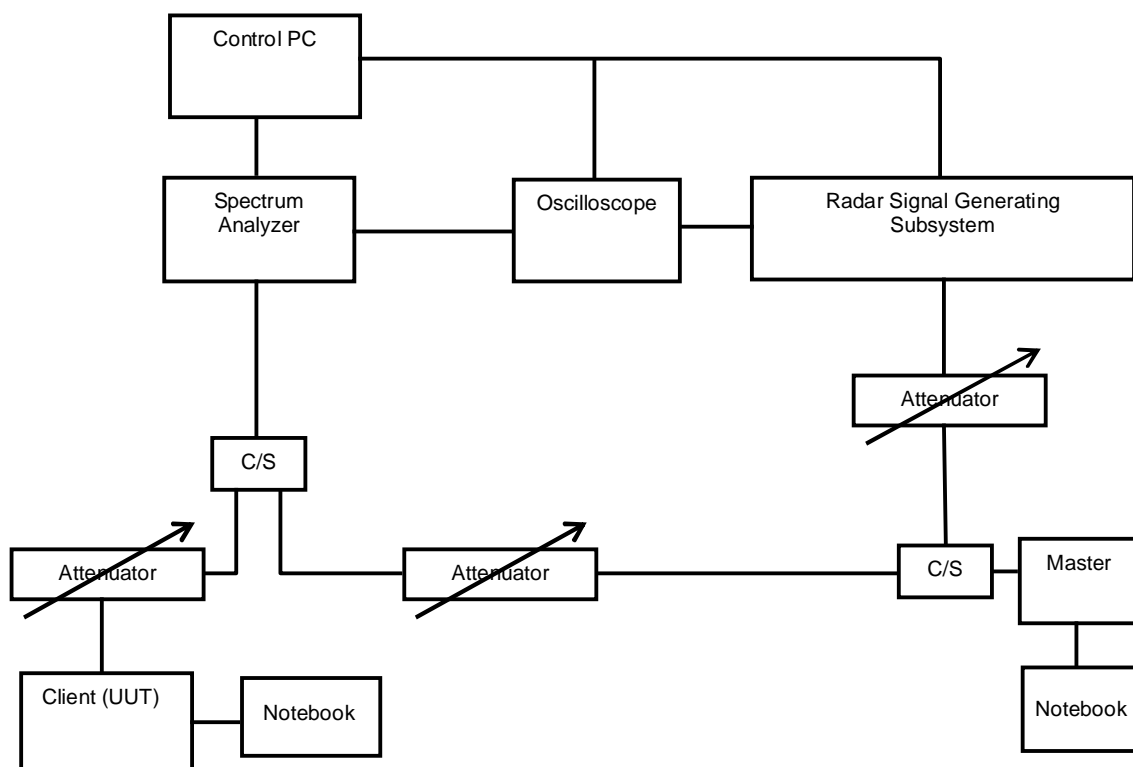 Control PC
Spectrum
Analyzer
Oscilloscope
Radar Signal Generating
Subsystem
Attenuator
C/S
Attenuator
Attenuator
C/S
Master
Client (UUT)
Notebook
Notebook